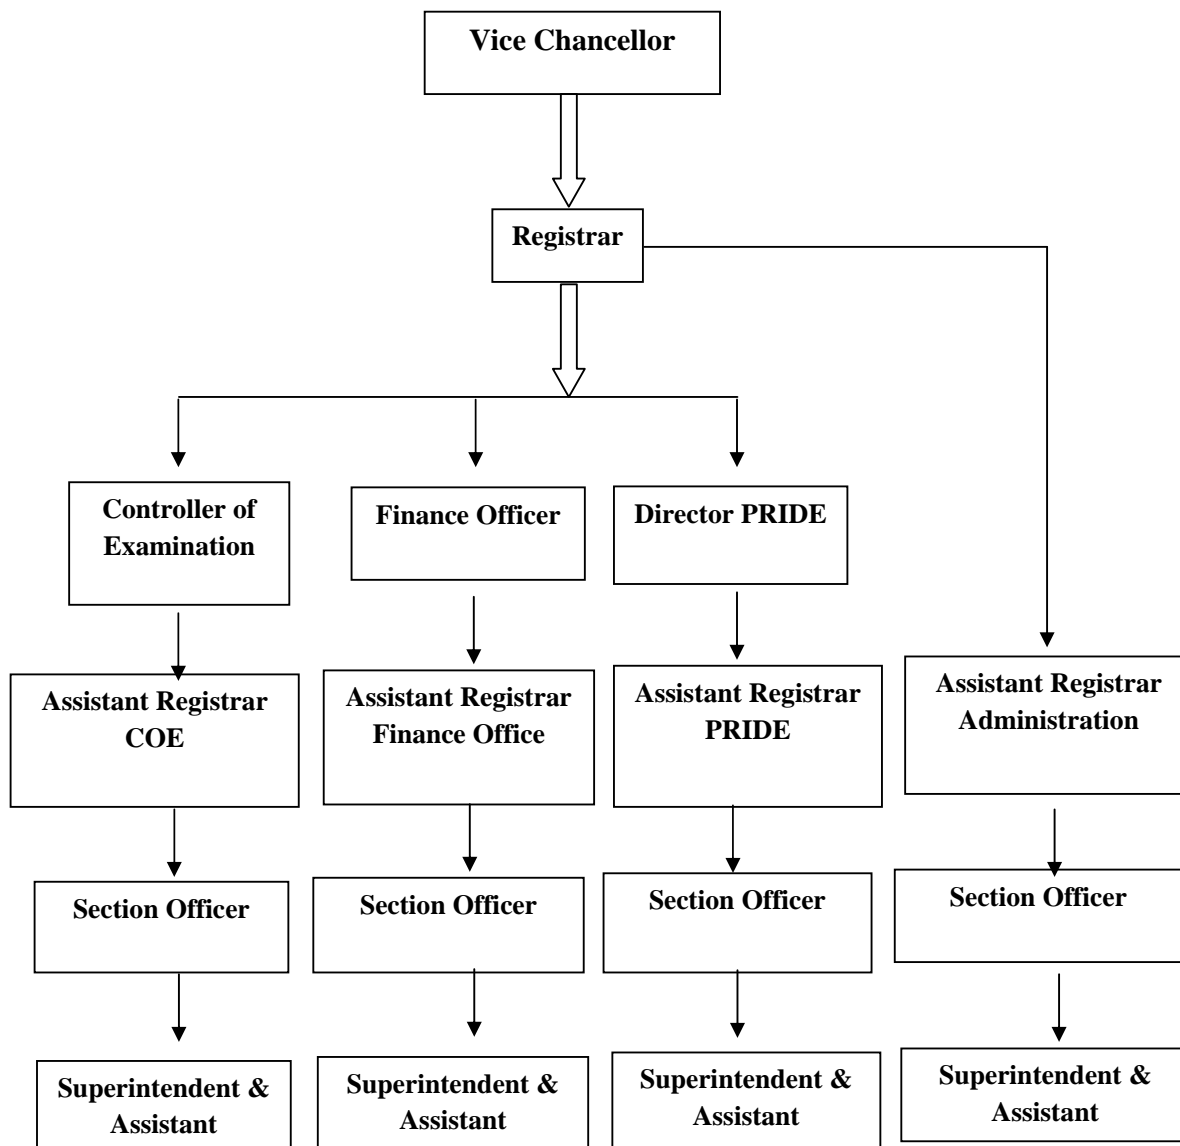 Vice Chancellor
Registrar
Controller of
Examination
Finance Officer
Director PRIDE
Assistant Registrar
COE
Assistant Registrar
Finance Office
Assistant Registrar
PRIDE
Assistant Registrar
Administration
Section Officer
Section Officer
Section Officer
Section Officer
Superintendent &
Assistant
Superintendent &
Assistant
Superintendent &
Assistant
Superintendent &
Assistant